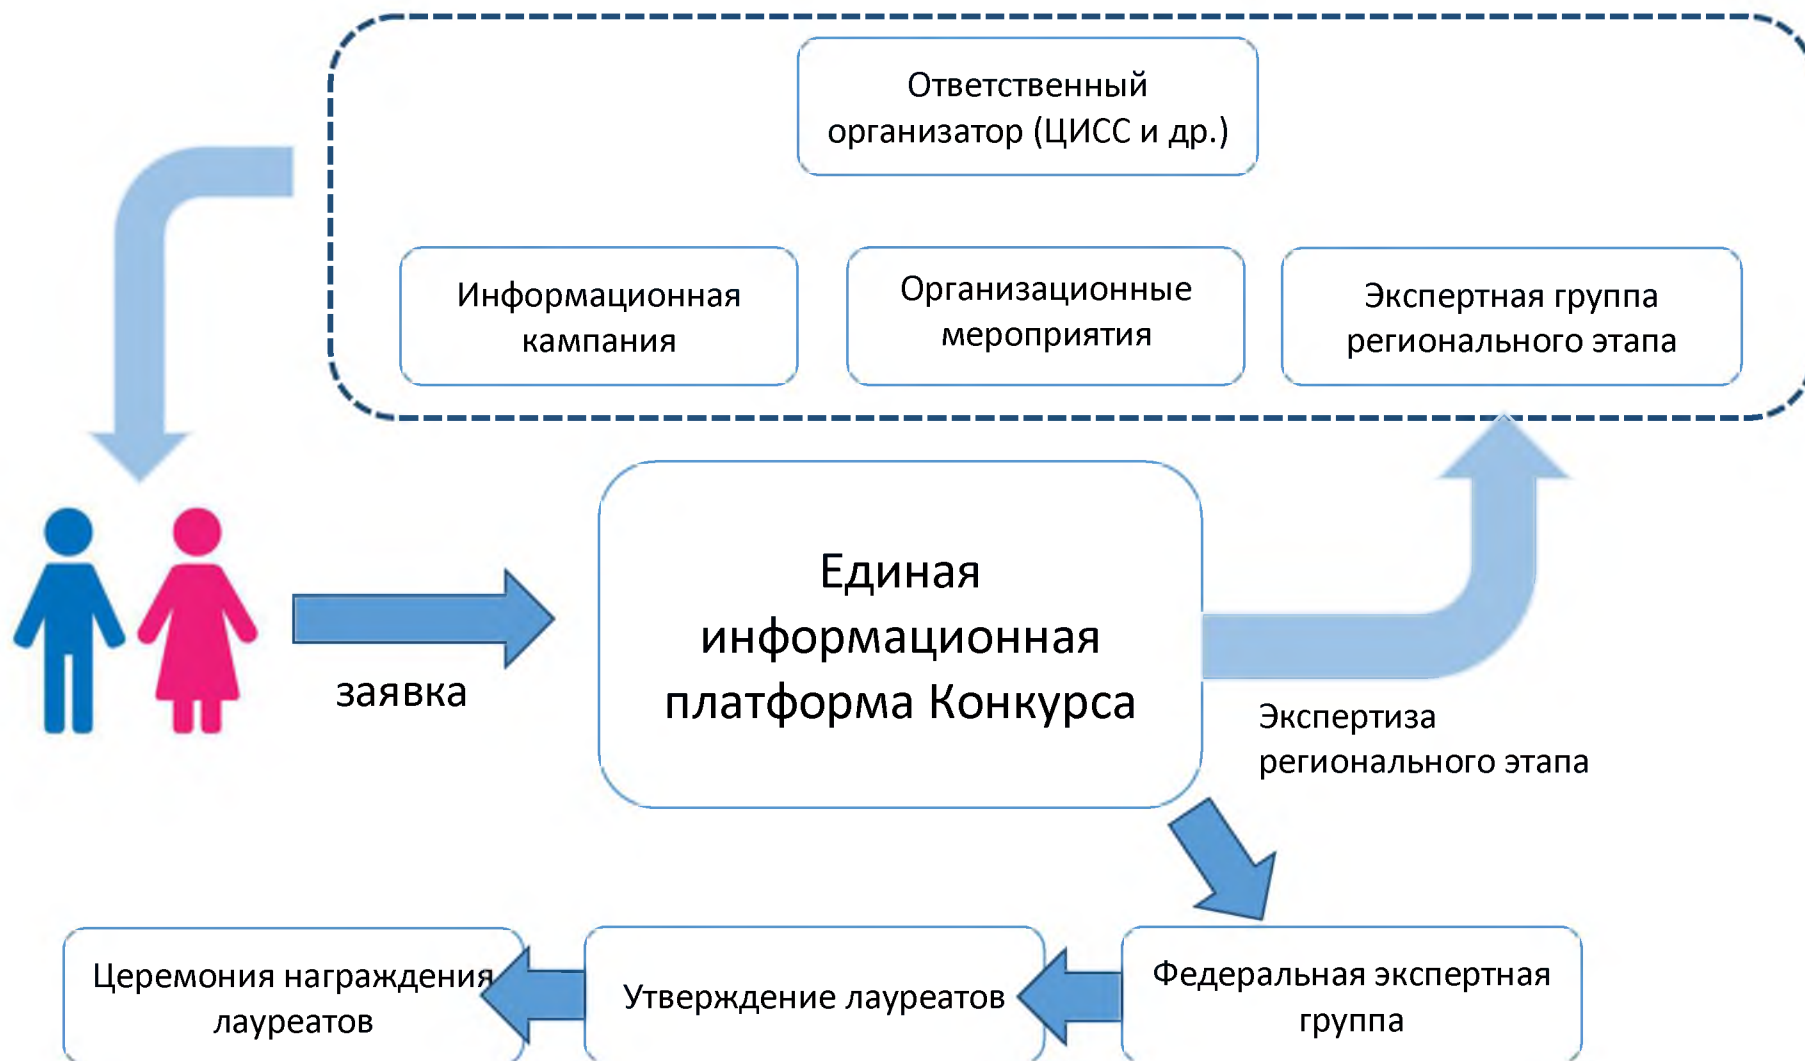 Ответственный
организатор (ЦИСС и др.)
Информационная
кампания
Организационные
мероприятия
Экспертная группа
регионального этапа
Единая
информационная
платформа Конкурса
заявка
Экспертиза
регионального этапа
Церемония награждения
лауреатов
Утверждение лауреатов
Федеральная экспертная
группа